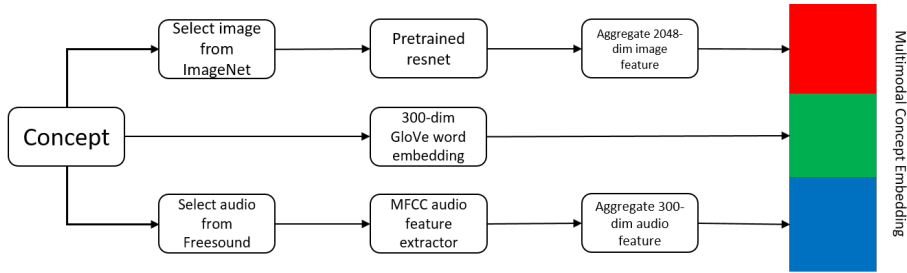 Select image
from
ImageNet
Pretrained
resnet
Aggregate 2048-
dim image
feature
Concept
300-dim
GloVe word
embedding
Select audio
from
Freesound
MFCC audio
feature
extractor
Aggregate 300-
dim audio
feature
Multimodal Concept Embedding